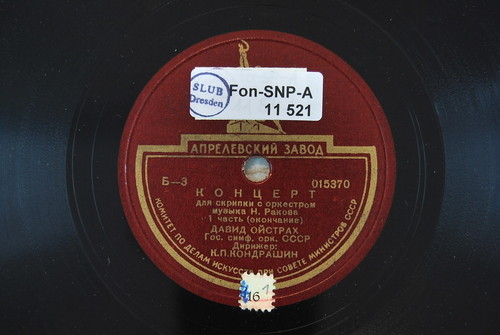 SLUB
Dresden
Fon-SNP-A
11 521
АПРЕЛЕВСКИЙ ЗАВОД
Б—3
015370
КОНЦЕРТ
для скрипки с оркестром
музыка Н. Ракова
1 часть (окончание)
ДАВИД ОЙСТРАХ
Гос. симф. орк. СССР
Дирижер:
К.П.КОНДРАШИН
КОМИТЕТ ПО ДЕЛАМ ИСКУССТВ ПРИ СОВЕТЕ МИНИСТРОВ СССР